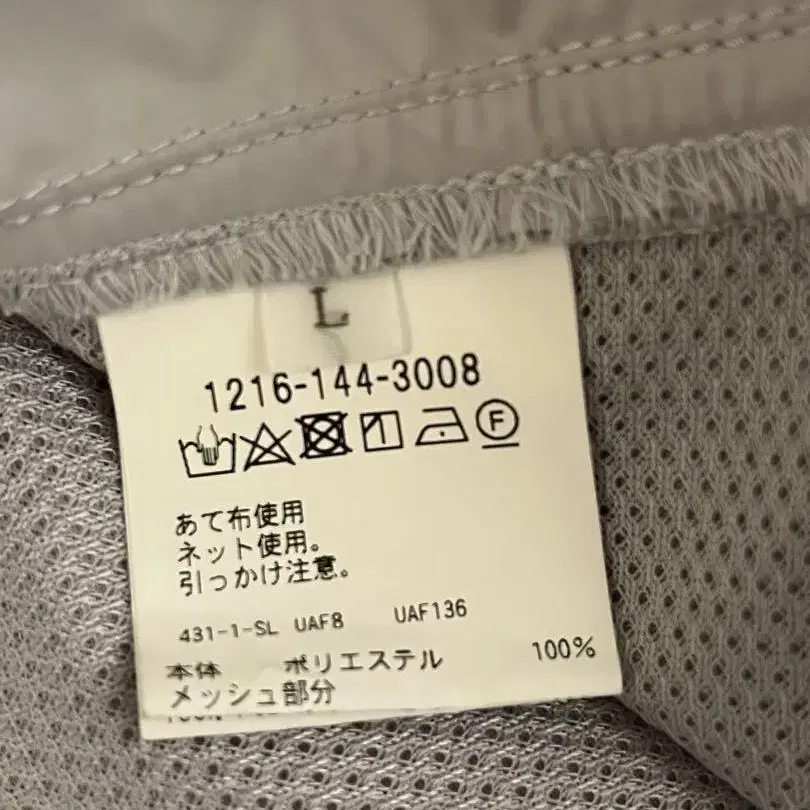 L
1216-144-3008
F
あて布使用
ネット使用。
引っかけ注意。
431-1-SL UAF8 UAF136
本体 ポリエステル 100%
メッシュ部分